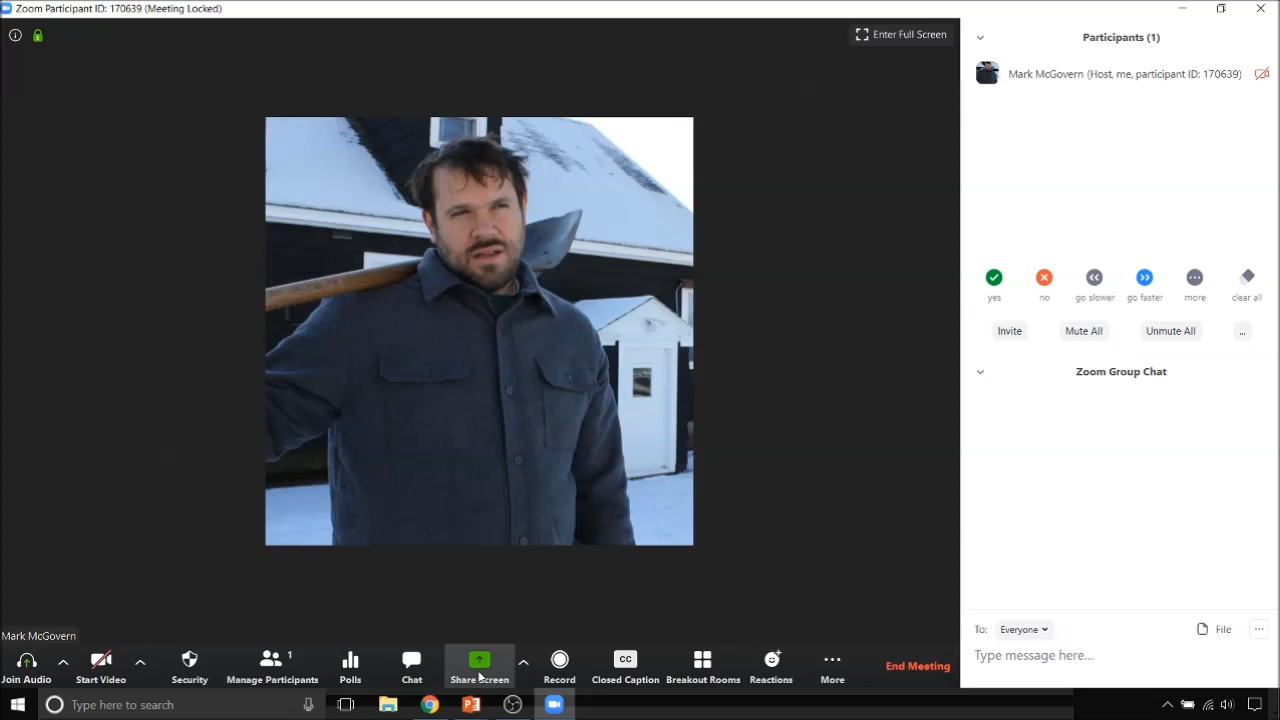 Zoom Participant ID: 170639 (Meeting Locked)
Enter Full Screen
Participants (1)
Mark McGovern (Host, me, participant ID: 170639)
yes
no
go slower
go faster
more
clear all
Invite
Mute All
Unmute All
...
Zoom Group Chat
Mark McGovern
To:
Everyone
File
Type message here...
Join Audio
Start Video
Security
1
Manage Participants
Polls
Chat
Share Screen
Record
CC
Closed Caption
Breakout Rooms
Reactions
More
End Meeting
Type here to search